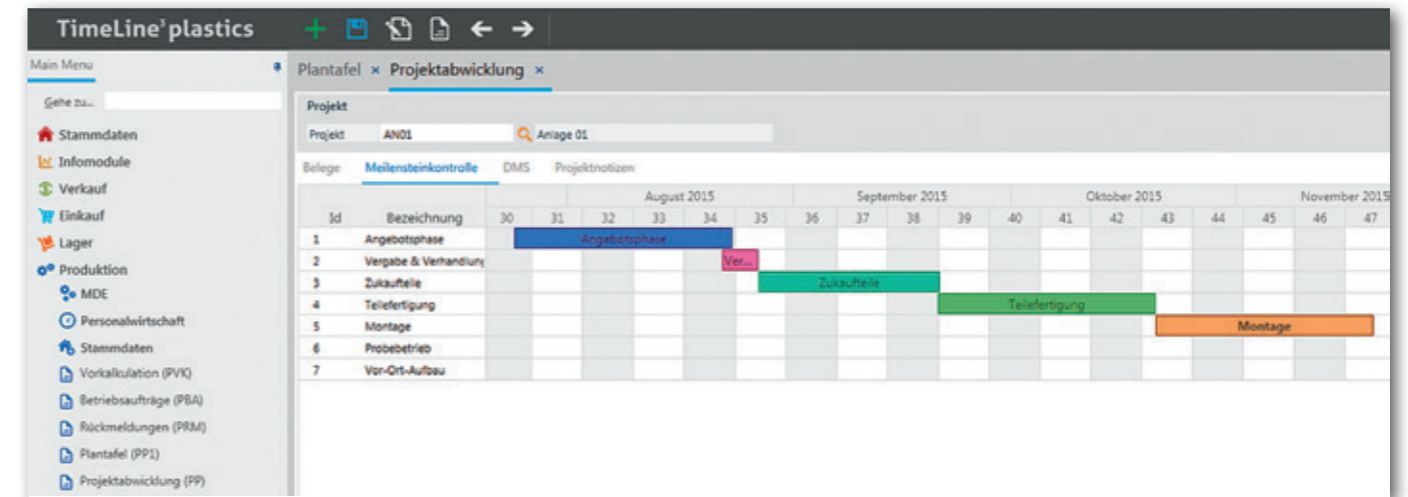 TimeLine³plastics
Main Menu
Plantafel × Projektabwicklung ×
Gehe zu...
Projekt
Projekt AN01 Anlage 01
Stammdaten
Infomodule
Verkauf
Einkauf
Lager
Produktion
MDE
Personalwirtschaft
Stammdaten
Vorkalkulation (PVK)
Betriebsaufträge (PBA)
Rückmeldungen (PRM)
Plantafel (PP1)
Projektabwicklung (PP)
Belege Meilensteinkontrolle DMS Projektnotizen
August 2015 September 2015 Oktober 2015 November 2015
Id Bezeichnung 30 31 32 33 34 35 36 37 38 39 40 41 42 43 44 45 46 47
1 Angebotsphase Angebotsphase
2 Vergabe & Verhandlung Ver...
3 Zukaufteile Zukaufteile
4 Teilefertigung Teilefertigung
5 Montage Montage
6 Probebetrieb
7 Vor-Ort-Aufbau